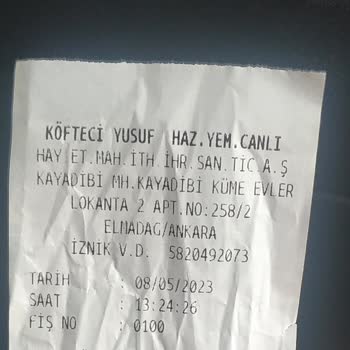 KÖFTECİ YUSUF HAZ.YEM.CANLI
HAY ET.MAH.İTH.İHR.SAN.TİC.A.Ş
KAYADİBİ MH.KAYADİBİ KÜME EVLER
LOKANTA 2 APT.NO:258/2
ELMADAG/ANKARA
İZNIK V.D. 5820492073
TARİH : 08/05/2023
SAAT : 13:24:26
FİŞ NO : 0100